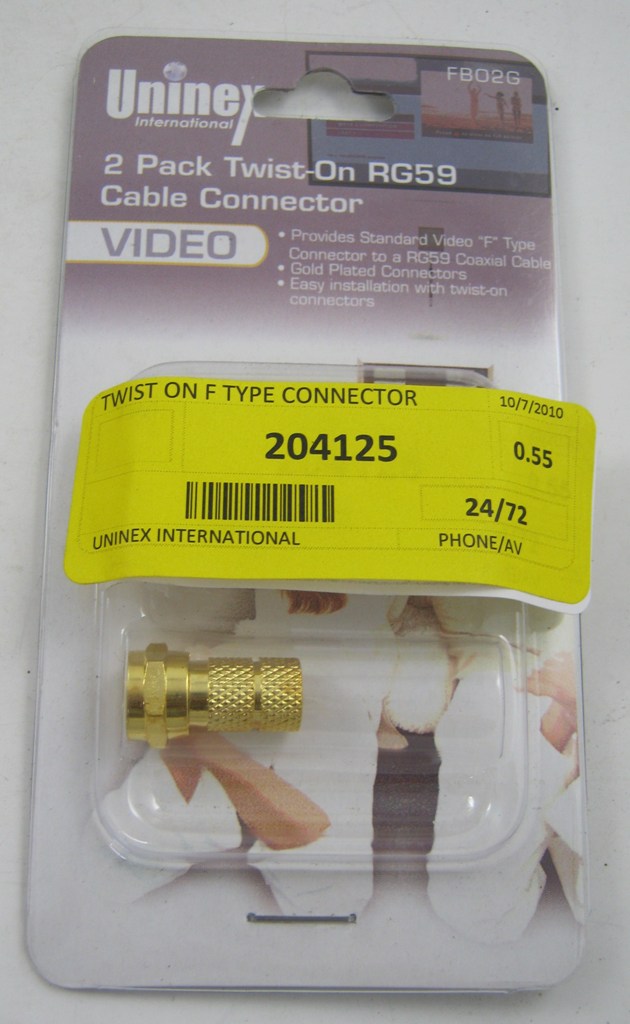 Uninex
International
FB02G
2 Pack Twist-On RG59
Cable Connector
VIDEO
• Provides Standard Video "F" Type
Connector to a RG59 Coaxial Cable
• Gold Plated Connectors
• Easy installation with twist-on
connectors
TWIST ON F TYPE CONNECTOR
10/7/2010
204125
0.55
24/72
UNINEX INTERNATIONAL
PHONE/AV